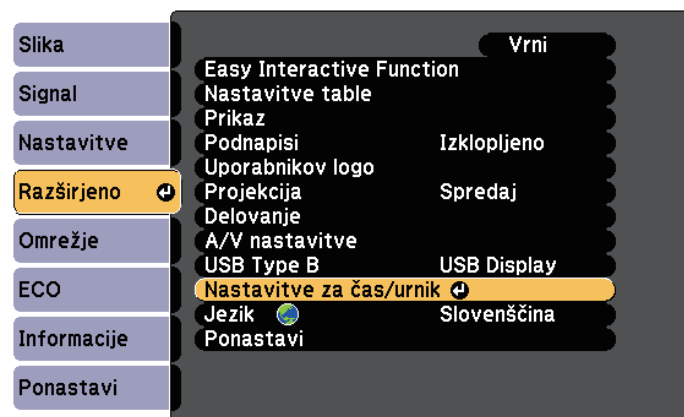 Slika
Signal
Nastavitve
Razširjeno
Omrežje
ECO
Informacije
Ponastavi
Vrni
Easy Interactive Function
Nastavitve table
Prikaz
Podnapisi Izklopljeno
Uporabnikov logo
Projekcija Spredaj
Delovanje
A/V nastavitve
USB Type B USB Display
Nastavitve za čas/urnik
Jezik Slovenščina
Ponastavi